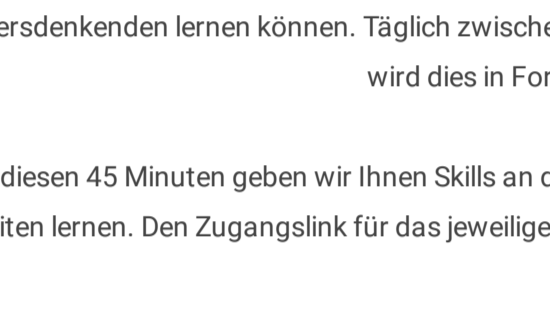 ersdenkenden lernen können. Täglich zwische
wird dies in For
diesen 45 Minuten geben wir Ihnen Skills an d
iten lernen. Den Zugangslink für das jeweilige